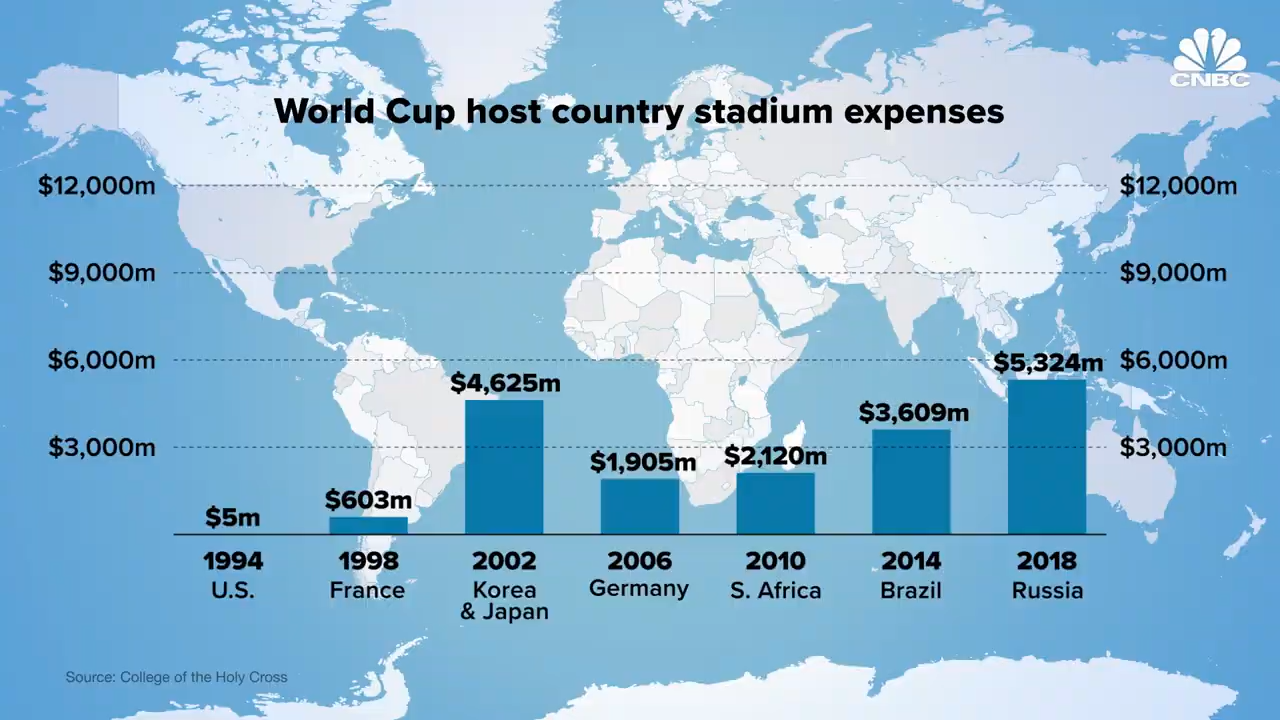 CNBC
World Cup host country stadium expenses
$12,000m $12,000m
$9,000m $9,000m
$6,000m $6,000m
$3,000m $3,000m
$5m
$603m
$4,625m
$1,905m
$2,120m
$3,609m
$5,324m
1994 1998 2002 2006 2010 2014 2018
U.S. France Korea Germany S. Africa Brazil Russia
& Japan
Source: College of the Holy Cross